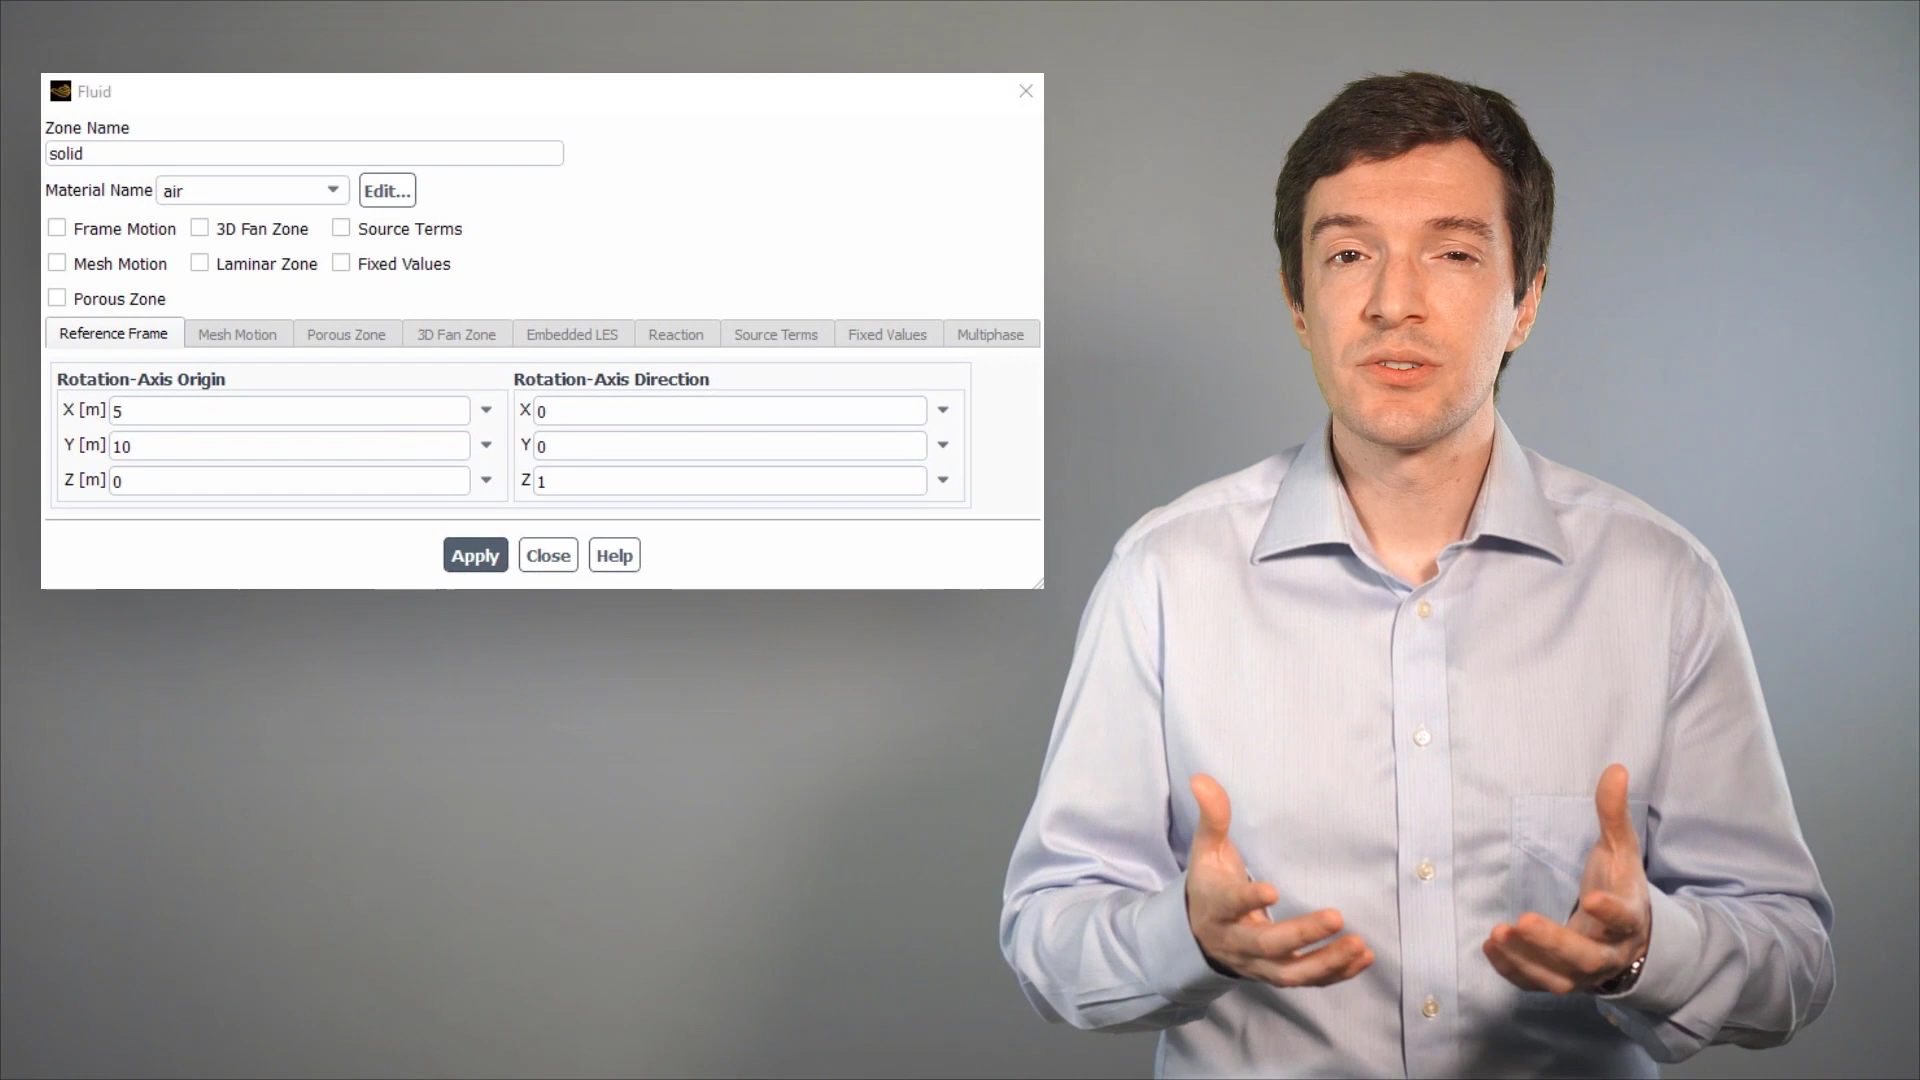 Fluid
Zone Name
solid
Material Name air Edit...
Frame Motion 3D Fan Zone Source Terms
Mesh Motion Laminar Zone Fixed Values
Porous Zone
Reference Frame Mesh Motion Porous Zone 3D Fan Zone Embedded LES Reaction Source Terms Fixed Values Multiphase
Rotation-Axis Origin Rotation-Axis Direction
X [m] 5 X 0
Y [m] 10 Y 0
Z [m] 0 Z 1
Apply Close Help